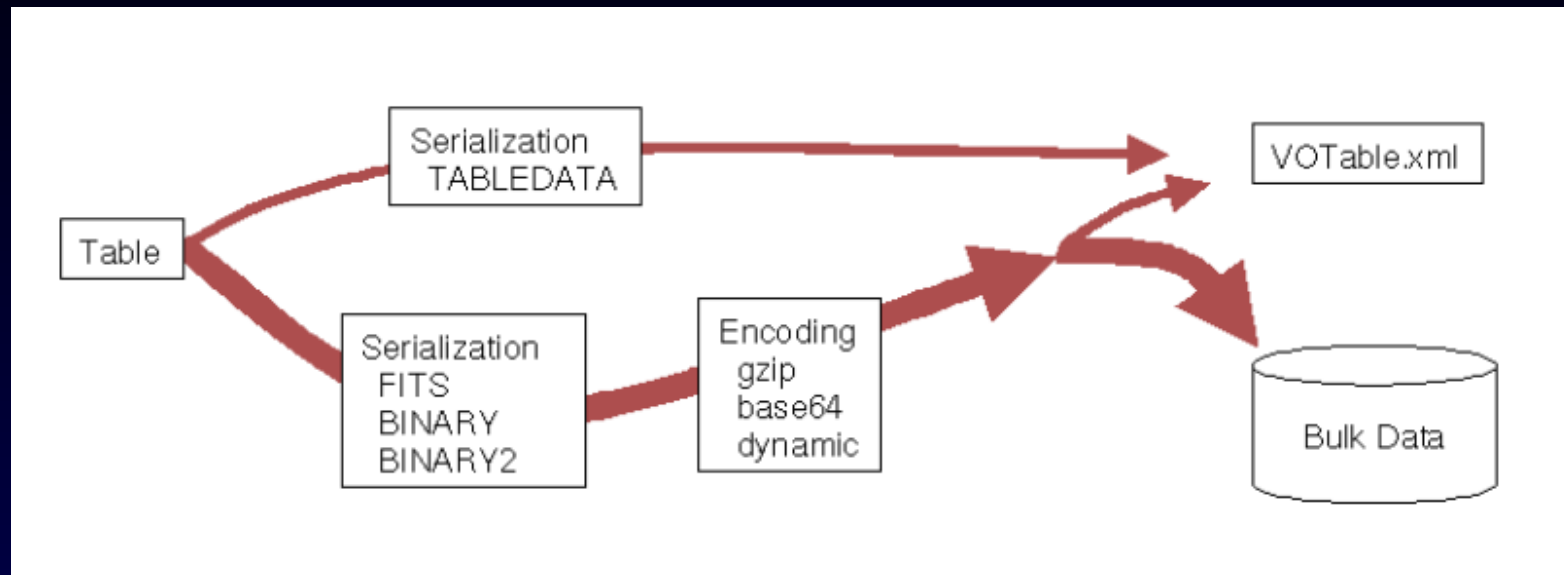 Table
Serialization
TABLEDATA
Serialization
FITS
BINARY
BINARY2
Encoding
gzip
base64
dynamic
VOTable.xml
Bulk Data